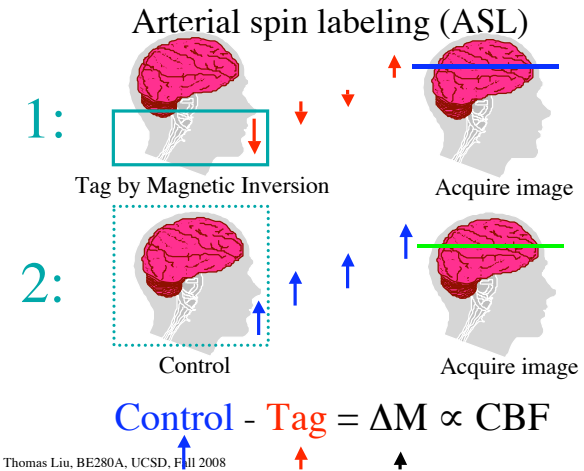 Arterial spin labeling (ASL)
1:
Tag by Magnetic Inversion
Acquire image
2:
Control
Acquire image
Control - Tag = ΔM ∝ CBF
Thomas Liu, BE280A, UCSD, Fall 2008